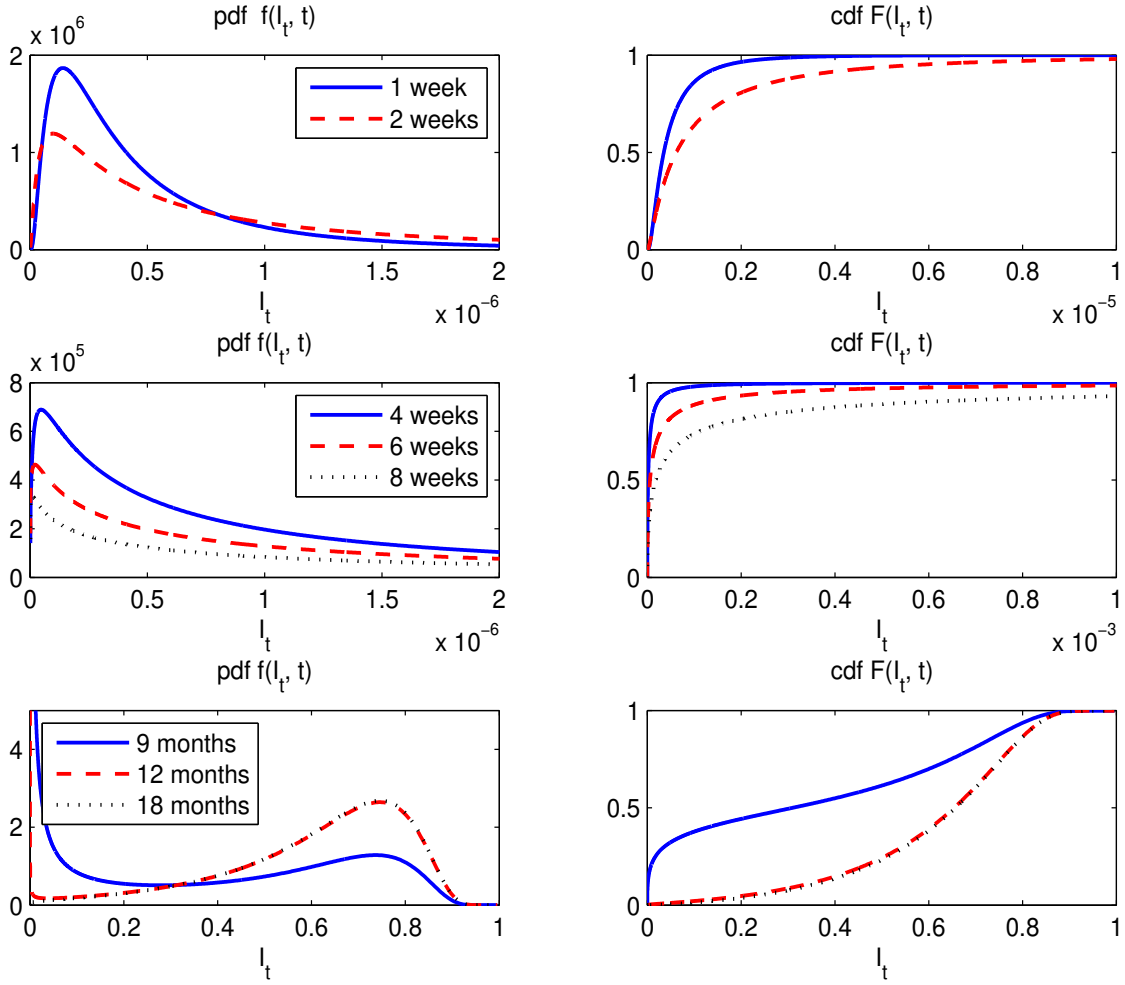 pdf f(I_t, t)
x 10^6
2
1
0
1 week
2 weeks
0 0.5 1 1.5 2
I_t
x 10^-6
cdf F(I_t, t)
1
0.5
0
0 0.2 0.4 0.6 0.8 1
I_t
x 10^-5
pdf f(I_t, t)
x 10^5
8
6
4
2
0
4 weeks
6 weeks
8 weeks
0 0.5 1 1.5 2
I_t
x 10^-6
cdf F(I_t, t)
1
0.5
0
0 0.2 0.4 0.6 0.8 1
I_t
x 10^-3
pdf f(I_t, t)
4
2
0
9 months
12 months
18 months
0 0.2 0.4 0.6 0.8 1
I_t
cdf F(I_t, t)
1
0.5
0
0 0.2 0.4 0.6 0.8 1
I_t